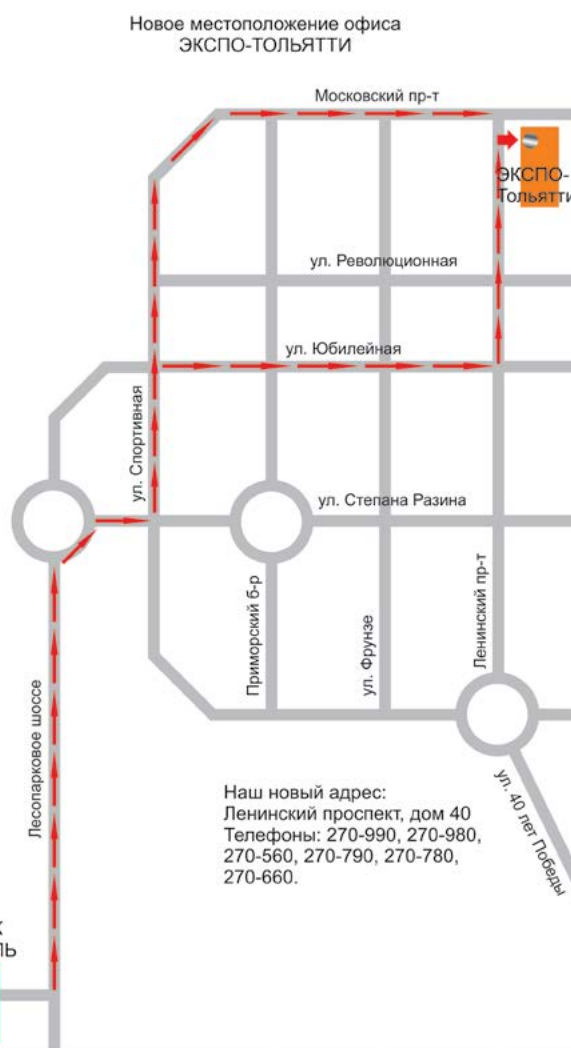 Новое местоположение офиса
ЭКСПО-ТОЛЬЯТТИ
Московский пр-т
ЭКСПО-
Тольятти
ул. Революционная
ул. Юбилейная
ул. Спортивная
ул. Степана Разина
Приморский б-р
ул. Фрунзе
Ленинский пр-т
Лесопарковое шоссе
Наш новый адрес:
Ленинский проспект, дом 40
Телефоны: 270-990, 270-980,
270-560, 270-790, 270-780,
270-660.
ул. 40 лет Победы